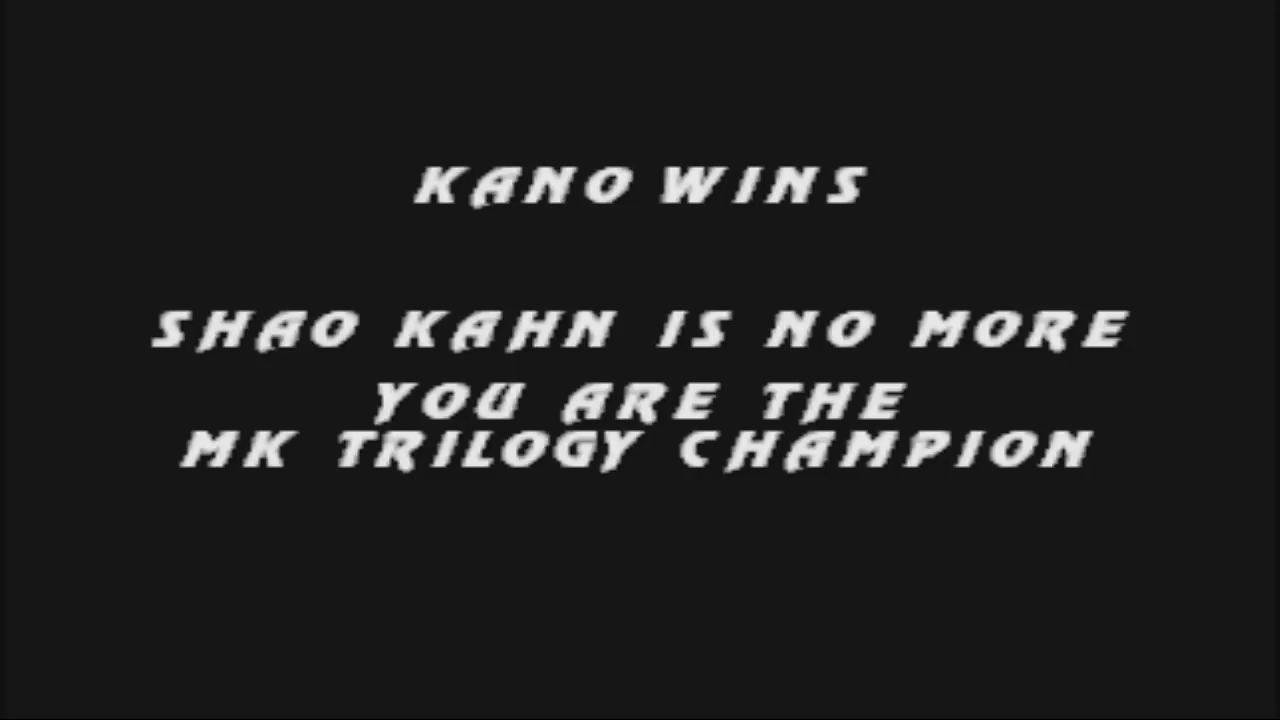 KANO WINS
SHAO KAHN IS NO MORE
YOU ARE THE
MK TRILOGY CHAMPION